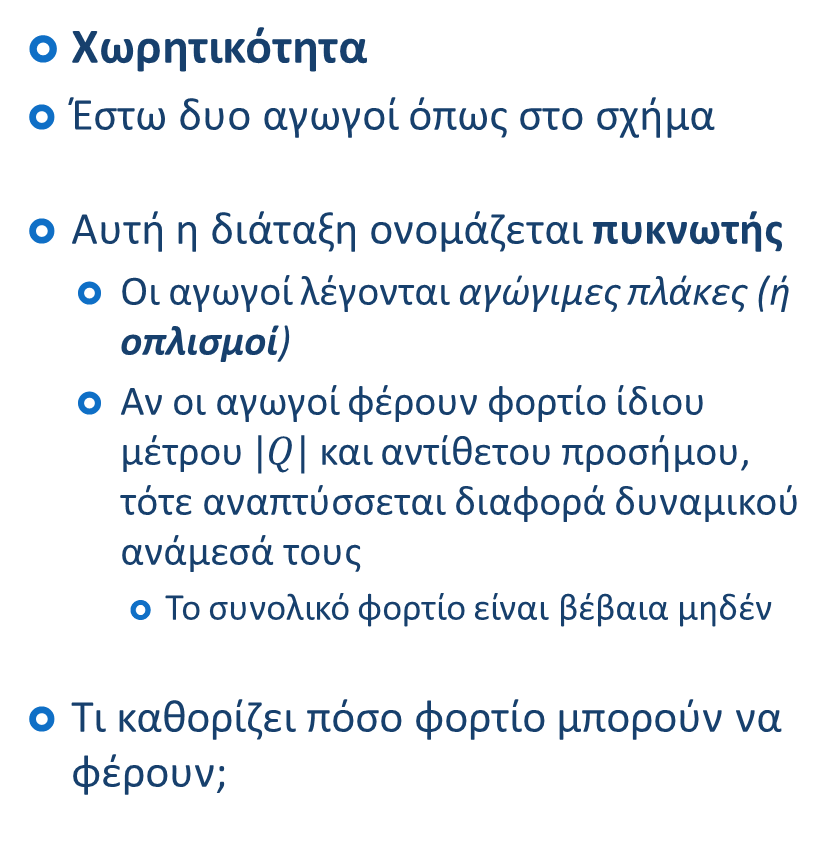 Χωρητικότητα
Έστω δυο αγωγοί όπως στο σχήμα
Αυτή η διάταξη ονομάζεται πυκνωτής
Οι αγωγοί λέγονται αγώγιμες πλάκες (ή
οπλισμοί)
Αν οι αγωγοί φέρουν φορτίο ίδιου
μέτρου |Q| και αντίθετου προσήμου,
τότε αναπτύσσεται διαφορά δυναμικού
ανάμεσά τους
Το συνολικό φορτίο είναι βέβαια μηδέν
Τι καθορίζει πόσο φορτίο μπορούν να
φέρουν;